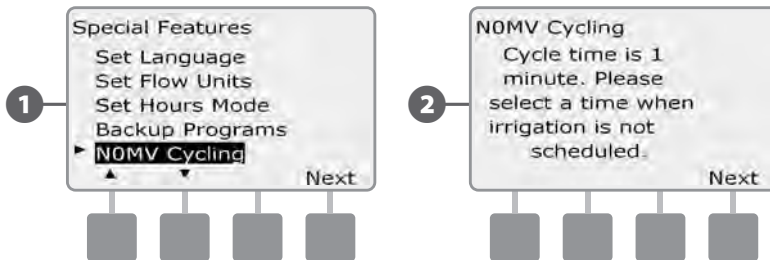 1
Special Features
Set Language
Set Flow Units
Set Hours Mode
Backup Programs
N0MV Cycling
Next
2
N0MV Cycling
Cycle time is 1
minute. Please
select a time when
irrigation is not
scheduled.
Next